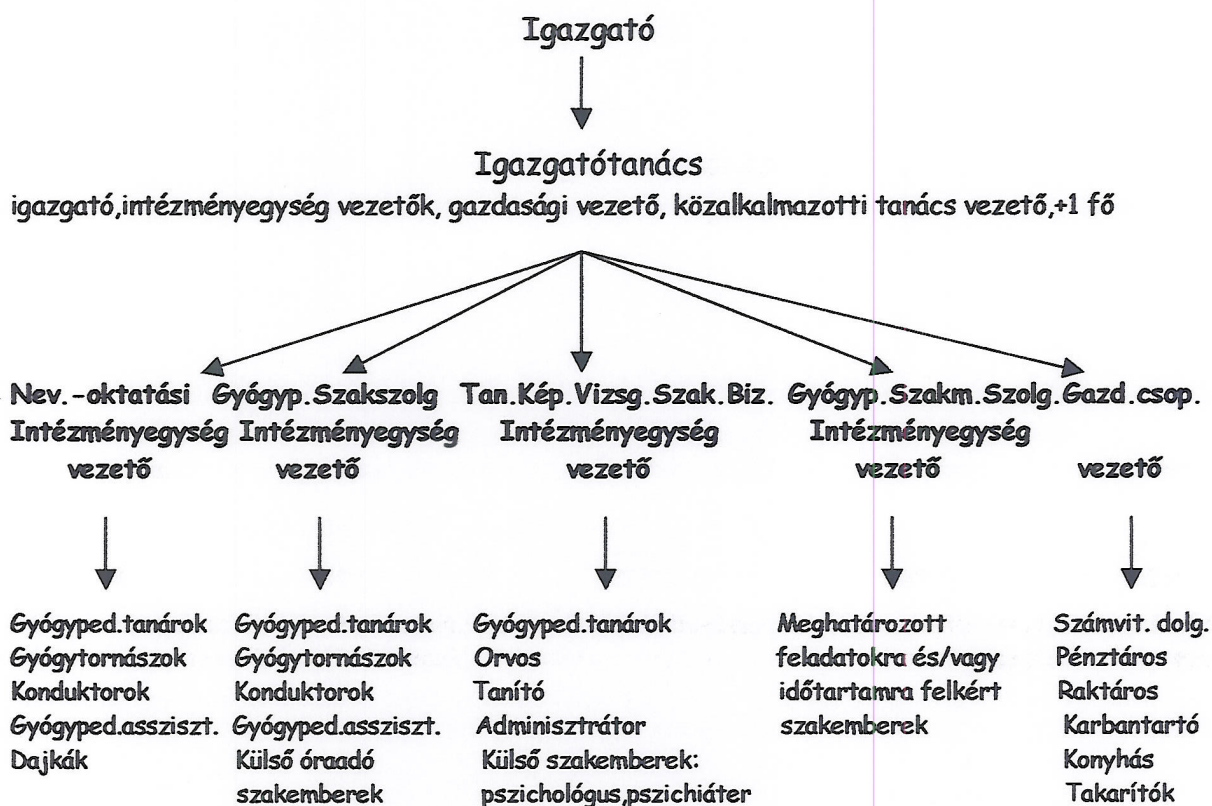 Igazgató
Igazgatótanács
igazgató,intézményegység vezetők, gazdasági vezető, közalkalmazotti tanács vezető,+1 fő
Nev.-oktatási
Intézményegység
vezető
Gyógyp.Szakszolg
Intézményegység
vezető
Tan.Kép.Vizsg.Szak.Biz.
Intézményegység
vezető
Gyógyp.Szakm.Szolg.
Intézményegység
vezető
Gazd.csop.
vezető
Gyógyped.tanárok
Gyógytornászok
Konduktorok
Gyógyped.assziszt.
Dajkák
Gyógyped.tanárok
Gyógytornászok
Konduktorok
Gyógyped.assziszt.
Külső óraadó
szakemberek
Gyógyped.tanárok
Orvos
Tanító
Adminisztrátor
Külső szakemberek:
pszichológus,pszichiáter
Meghatározott
feladatokra és/vagy
időtartamra felkért
szakemberek
Számvit. dolg.
Pénztáros
Raktáros
Karbantartó
Konyhás
Takarítók